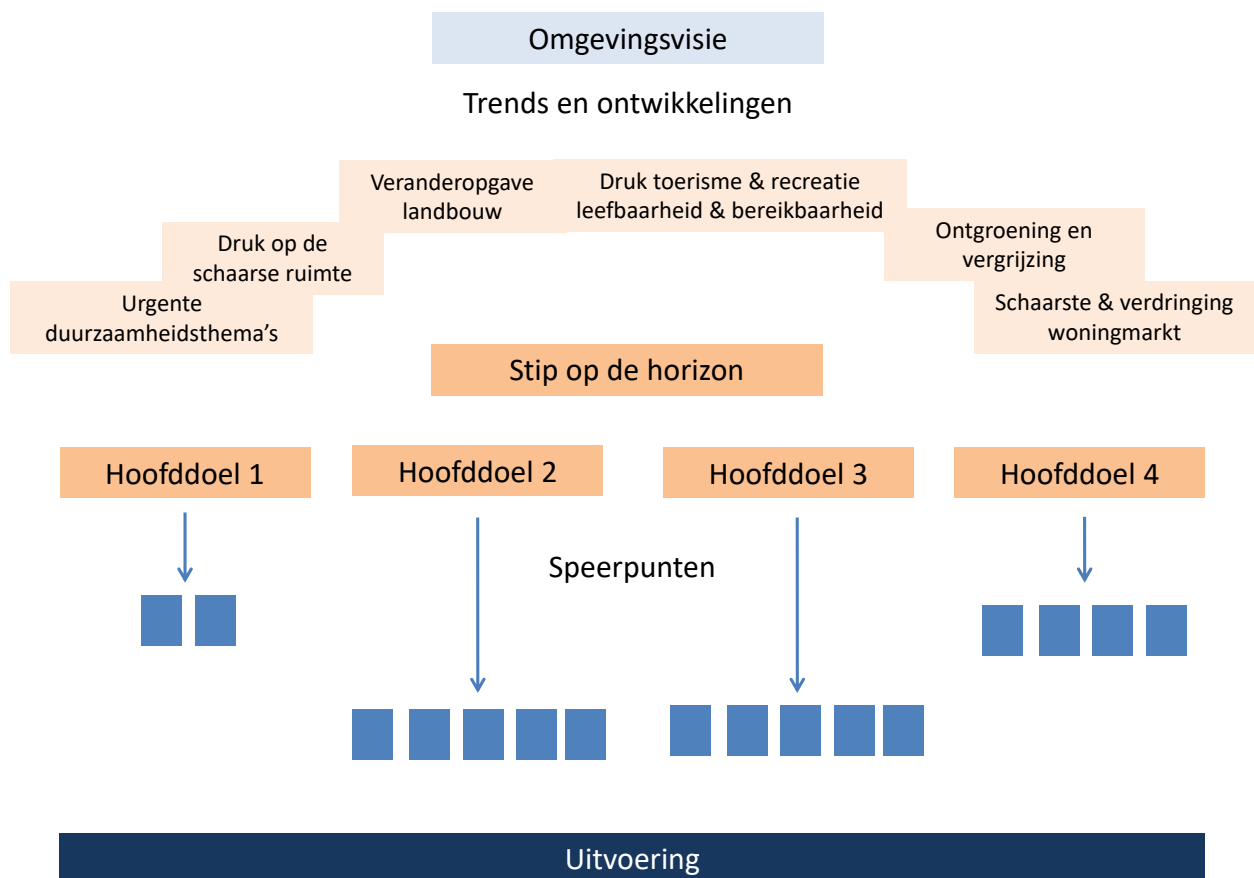 Omgevingsvisie
Trends en ontwikkelingen
Urgente
duurzaamheidsthema’s
Druk op de
schaarse ruimte
Veranderopgave
landbouw
Druk toerisme & recreatie
leefbaarheid & bereikbaarheid
Ontgroening en
vergrijzing
Schaarste & verdringing
woningmarkt
Stip op de horizon
Hoofddoel 1
Hoofddoel 2
Hoofddoel 3
Hoofddoel 4
Speerpunten
Uitvoering